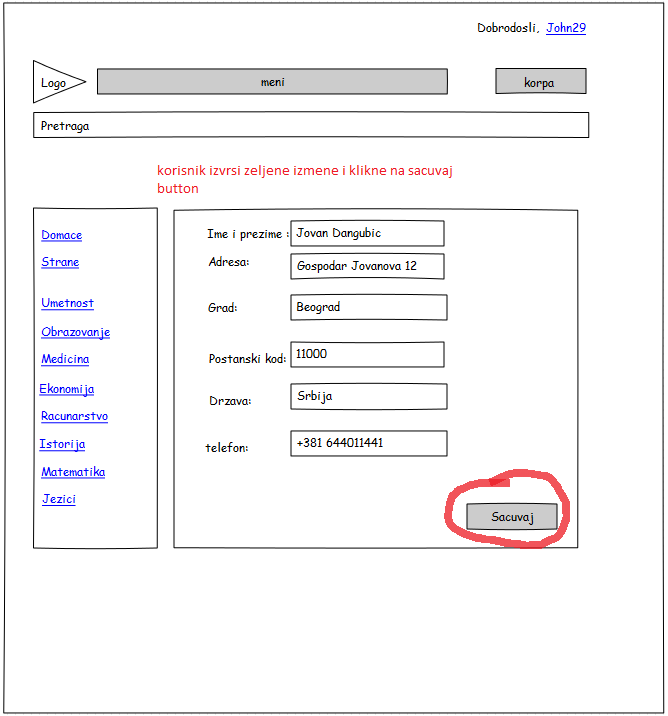 Dobrodosli, John29
Logo
meni
korpa
Pretraga
korisnik izvrsi zeljene izmene i klikne na sacuvaj
button
Domace
Strane
Umetnost
Obrazovanje
Medicina
Ekonomija
Racunarstvo
Istorija
Matematika
Jezici
Ime i prezime : Jovan Dangubic
Adresa: Gospodar Jovanova 12
Grad: Beograd
Postanski kod: 11000
Drzava: Srbija
telefon: +381 644011441
Sacuvaj